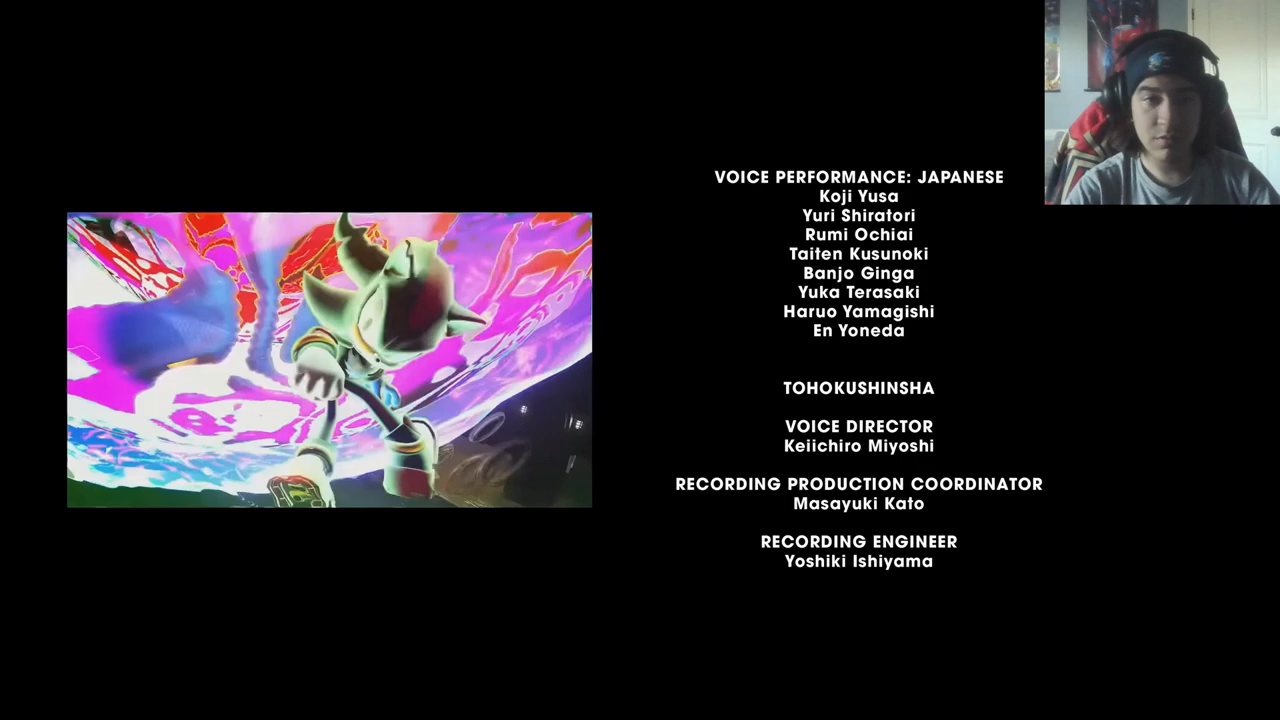 VOICE PERFORMANCE: JAPANESE
Koji Yusa
Yuri Shiratori
Rumi Ochiai
Taiten Kusunoki
Banjo Ginga
Yuka Terasaki
Haruo Yamagishi
En Yoneda
TOHOKUSHINSHA
VOICE DIRECTOR
Keiichiro Miyoshi
RECORDING PRODUCTION COORDINATOR
Masayuki Kato
RECORDING ENGINEER
Yoshiki Ishiyama